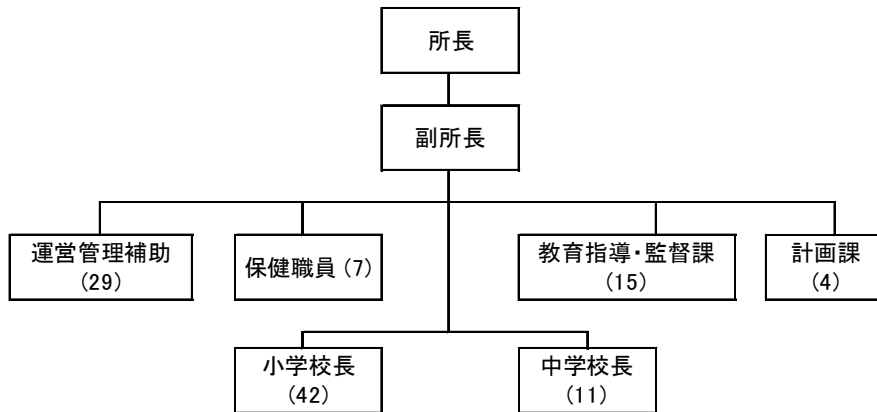 所長
副所長
運営管理補助
(29)
保健職員 (7)
教育指導・監督課
(15)
計画課
(4)
小学校長
(42)
中学校長
(11)